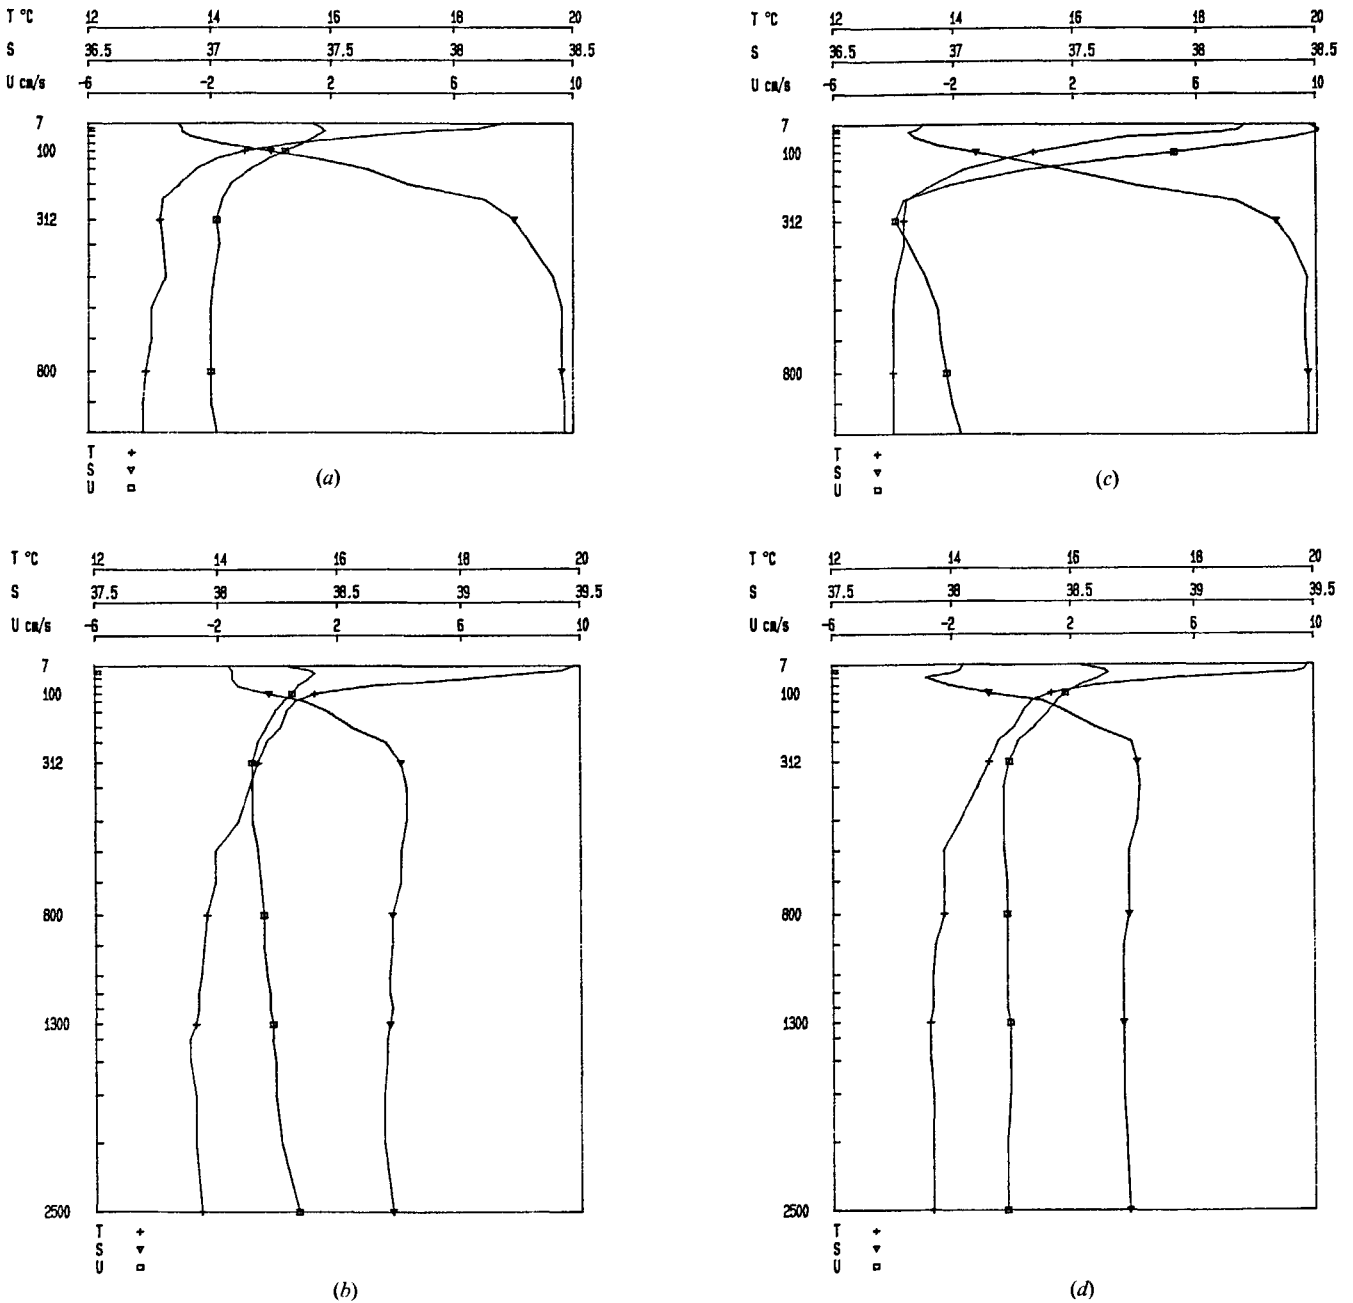 T °C 12 14 16 18 20
S 36.5 37 37.5 38 38.5
U cm/s -6 -2 2 6 10
7
100
312
800
T +
S ▼
U □
(a)
T °C 12 14 16 18 20
S 36.5 37 37.5 38 38.5
U cm/s -6 -2 2 6 10
7
100
312
800
T +
S ▼
U □
(c)
T °C 12 14 16 18 20
S 37.5 38 38.5 39 39.5
U cm/s -6 -2 2 6 10
7
100
312
800
1300
2500
T +
S ▼
U □
(b)
T °C 12 14 16 18 20
S 37.5 38 38.5 39 39.5
U cm/s -6 -2 2 6 10
7
100
312
800
1300
2500
T +
S ▼
U □
(d)